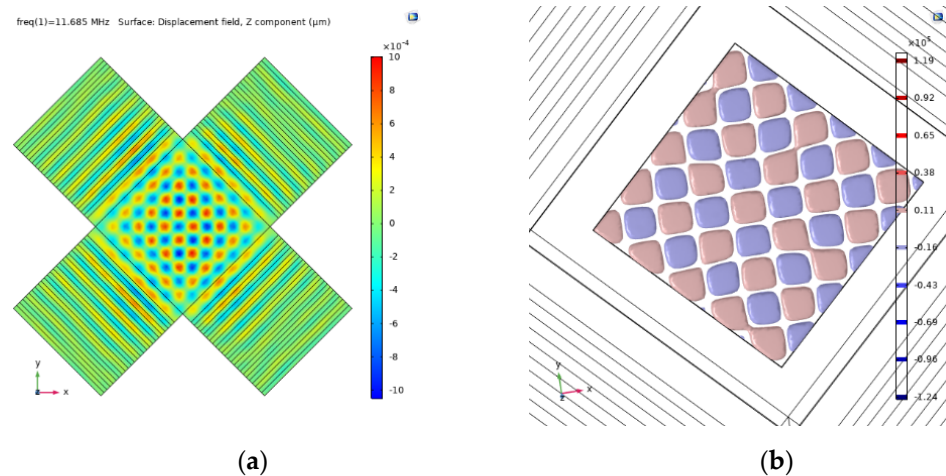 freq(1)=11.685 MHz Surface: Displacement field, Z component (µm)
×10⁻⁴
10
8
6
4
2
0
-2
-4
-6
-8
-10
y
z
x
(a)
×10⁵
1.19
0.92
0.65
0.38
0.11
-0.16
-0.43
-0.69
-0.96
-1.24
y
z
x
(b)